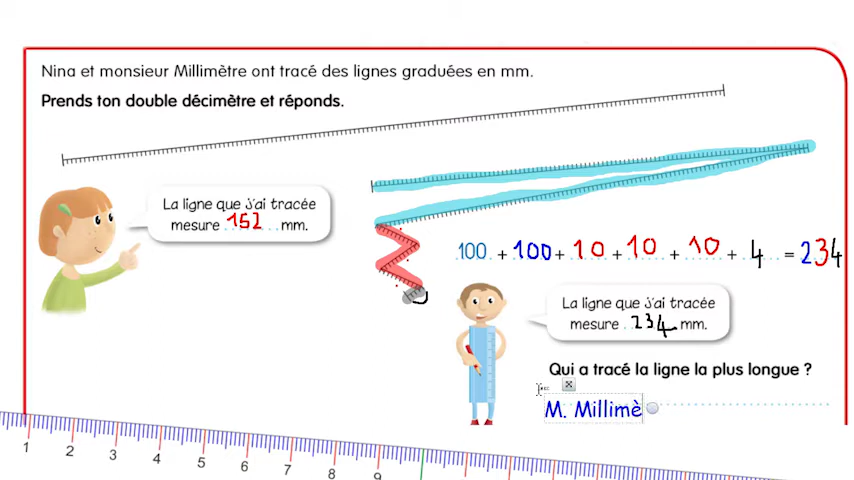 Nina et monsieur Millimètre ont tracé des lignes graduées en mm.
Prends ton double décimètre et réponds.
La ligne que j'ai tracée
mesure 152 mm.
100 + 100 + 10 + 10 + 10 + 4 = 234
La ligne que j'ai tracée
mesure 234 mm.
Qui a tracé la ligne la plus longue ?
M. Millimè
1 2 3 4 5 6 7 8 9